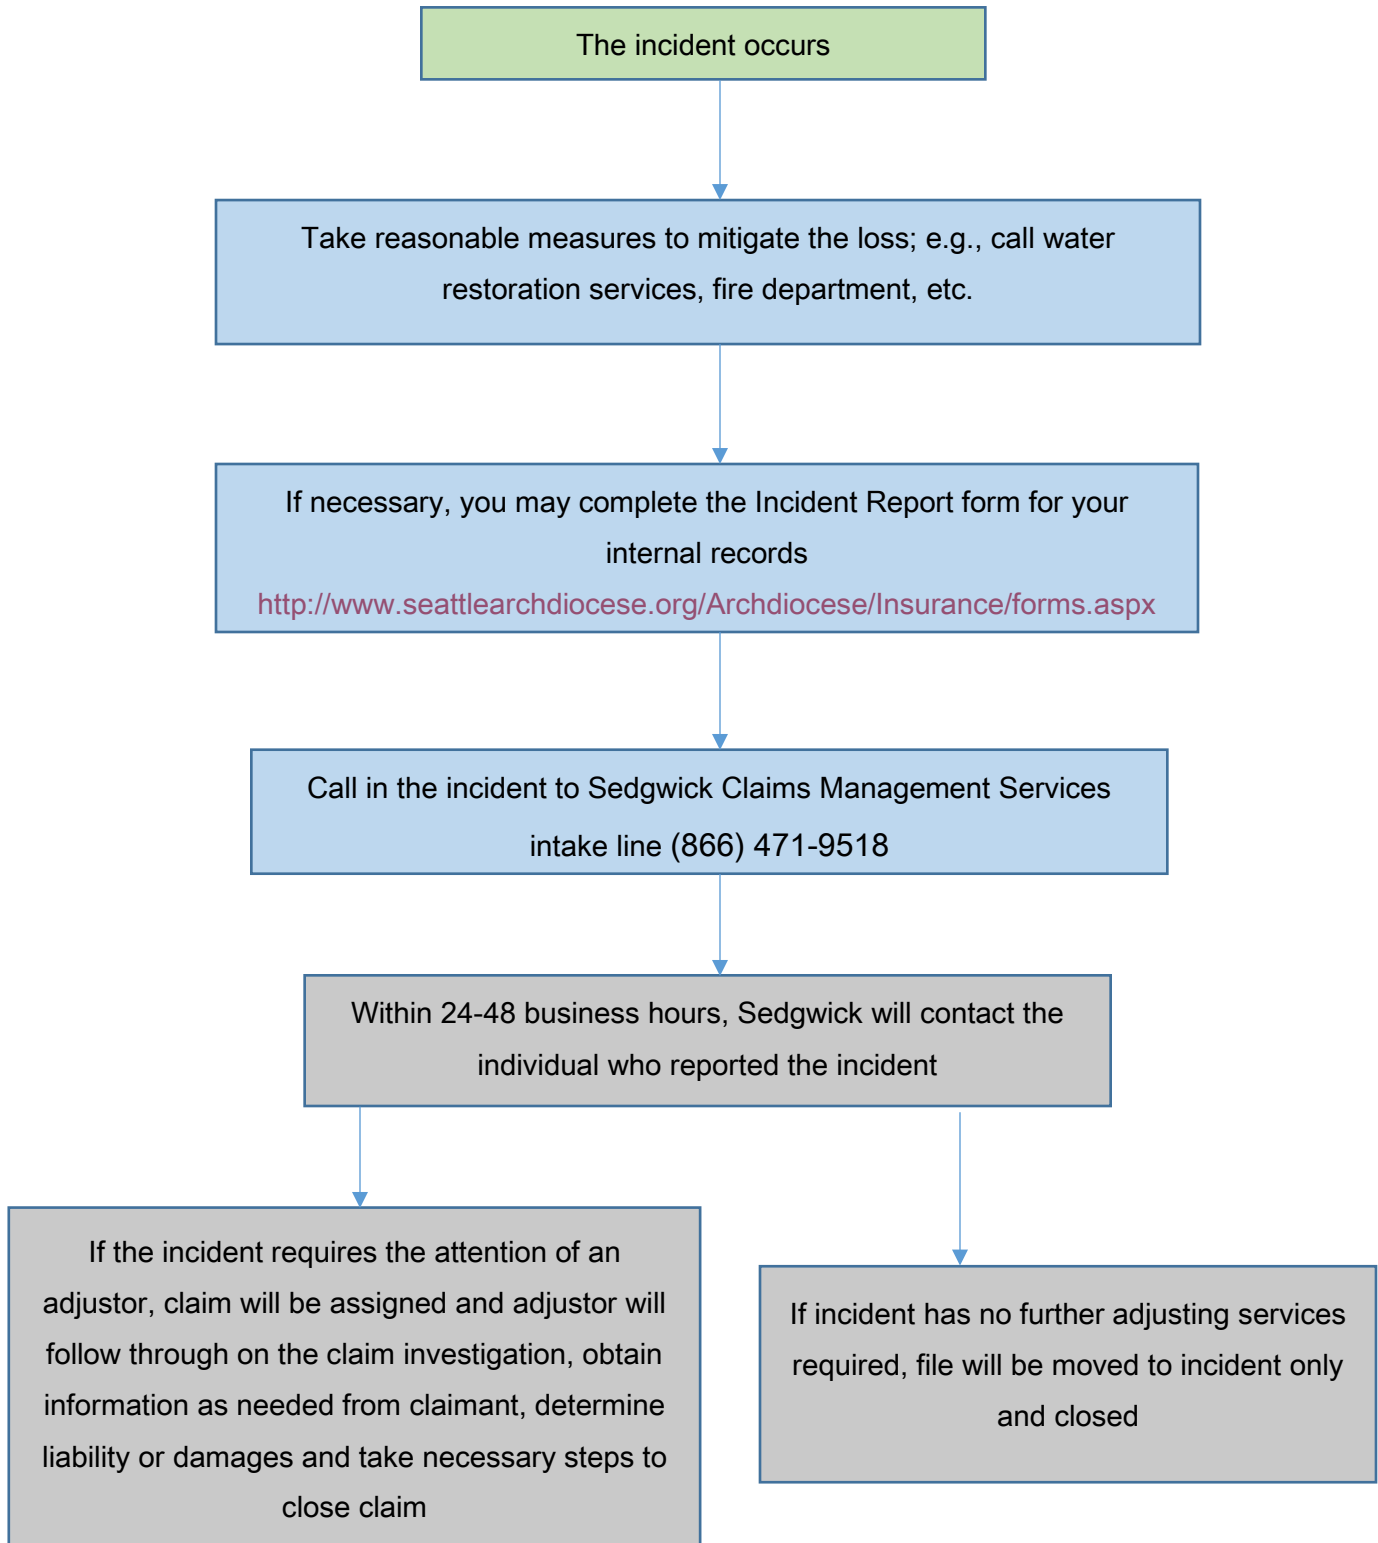 The incident occurs
Take reasonable measures to mitigate the loss; e.g., call water
restoration services, fire department, etc.
If necessary, you may complete the Incident Report form for your
internal records
http://www.seattlearchdiocese.org/Archdiocese/Insurance/forms.aspx
Call in the incident to Sedgwick Claims Management Services
intake line (866) 471-9518
Within 24-48 business hours, Sedgwick will contact the
individual who reported the incident
If the incident requires the attention of an
adjustor, claim will be assigned and adjustor will
follow through on the claim investigation, obtain
information as needed from claimant, determine
liability or damages and take necessary steps to
close claim
If incident has no further adjusting services
required, file will be moved to incident only
and closed